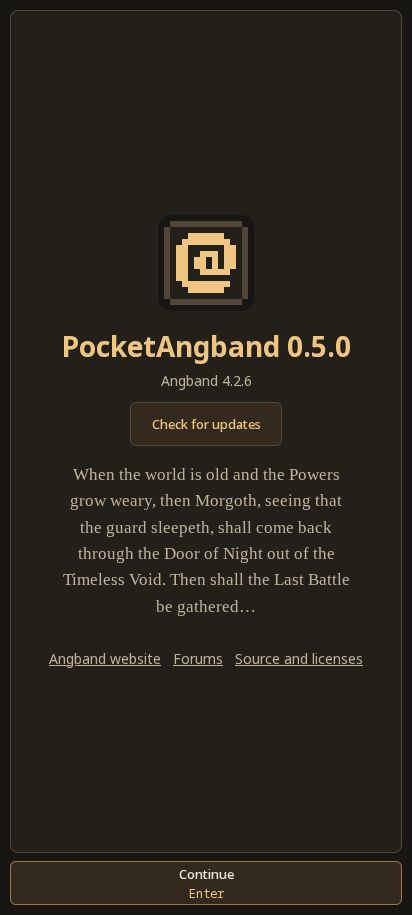 PocketAngband 0.5.0
Angband 4.2.6
Check for updates
When the world is old and the Powers
grow weary, then Morgoth, seeing that
the guard sleepeth, shall come back
through the Door of Night out of the
Timeless Void. Then shall the Last Battle
be gathered…
Angband website Forums Source and licenses
Continue
Enter